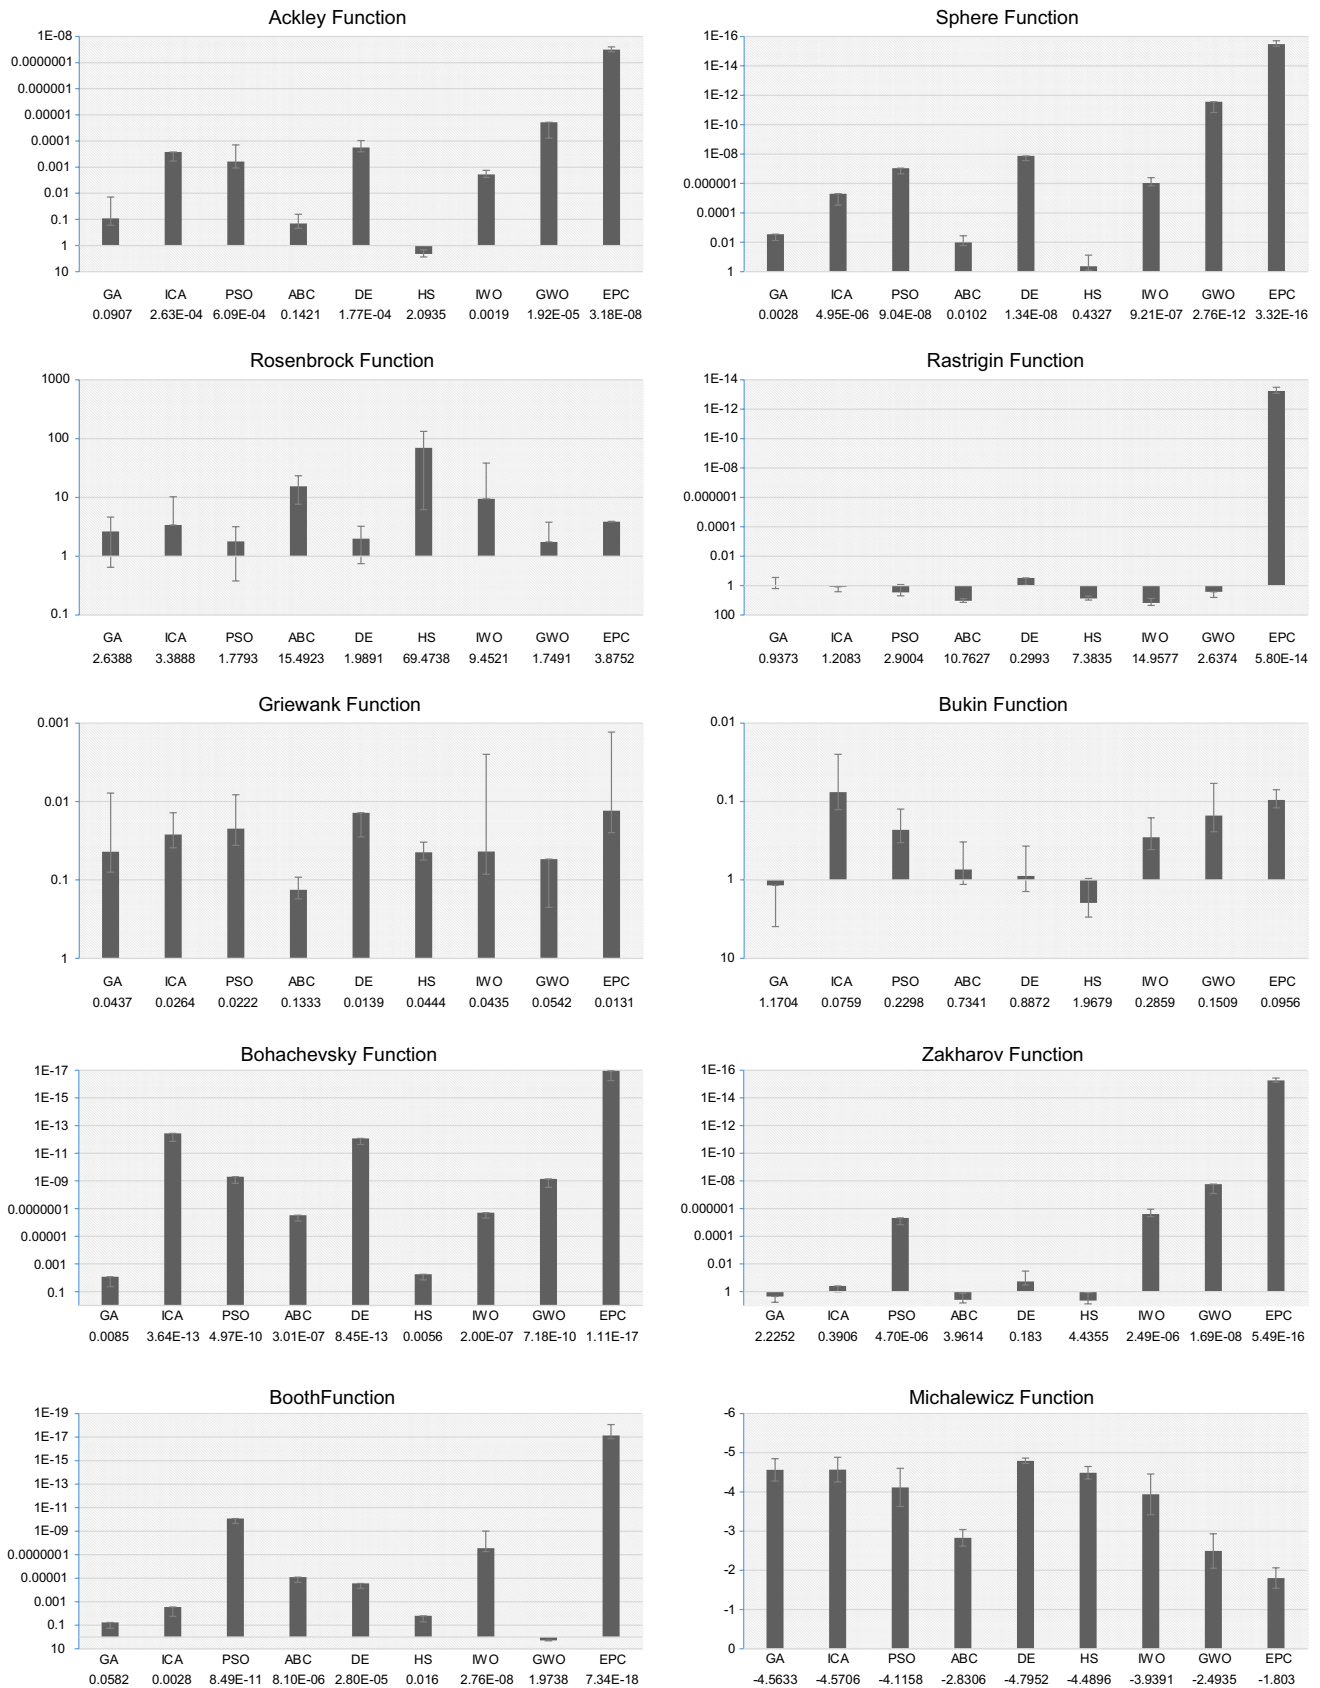 Ackley Function
1E-08
0.0000001
0.00001
0.0001
0.001
0.01
0.1
1
10
GA ICA PSO ABC DE HS IWO GWO EPC
0.0907 2.63E-04 6.09E-04 0.1421 1.77E-04 2.0935 0.0019 1.92E-05 3.18E-08
Sphere Function
1E-16
1E-14
1E-12
1E-10
1E-08
0.000001
0.0001
0.01
1
GA ICA PSO ABC DE HS IWO GWO EPC
0.0028 4.95E-06 9.04E-08 0.0102 1.34E-08 0.4327 9.21E-07 2.76E-12 3.32E-16
Rosenbrock Function
1000
100
10
1
0.1
GA ICA PSO ABC DE HS IWO GWO EPC
2.6388 3.3888 1.7793 15.4923 1.9891 69.4738 9.4521 1.7491 3.8752
Rastrigin Function
1E-14
1E-12
1E-10
1E-08
0.000001
0.0001
0.01
1
100
GA ICA PSO ABC DE HS IWO GWO EPC
0.9373 1.2083 2.9004 10.7627 0.2993 7.3835 14.9577 2.6374 5.80E-14
Griewank Function
0.001
0.01
0.1
1
GA ICA PSO ABC DE HS IWO GWO EPC
0.0437 0.0264 0.0222 0.1333 0.0139 0.0444 0.0435 0.0542 0.0131
Bukin Function
0.01
0.1
1
10
GA ICA PSO ABC DE HS IWO GWO EPC
1.1704 0.0759 0.2298 0.7341 0.8872 1.9679 0.2859 0.1509 0.0956
Bohachevsky Function
1E-17
1E-15
1E-13
1E-11
1E-09
0.0000001
0.00001
0.001
0.1
GA ICA PSO ABC DE HS IWO GWO EPC
0.0085 3.64E-13 4.97E-10 3.01E-07 8.45E-13 0.0056 2.00E-07 7.18E-10 1.11E-17
Zakharov Function
1E-16
1E-14
1E-12
1E-10
1E-08
0.000001
0.0001
0.01
1
GA ICA PSO ABC DE HS IWO GWO EPC
2.2252 0.3906 4.70E-06 3.9614 0.183 4.4355 2.49E-06 1.69E-08 5.49E-16
BoothFunction
1E-19
1E-17
1E-15
1E-13
1E-11
1E-09
0.0000001
0.00001
0.001
0.1
10
GA ICA PSO ABC DE HS IWO GWO EPC
0.0582 0.0028 8.49E-11 8.10E-06 2.80E-05 0.016 2.76E-08 1.9738 7.34E-18
Michalewicz Function
-6
-5
-4
-3
-2
-1
0
GA ICA PSO ABC DE HS IWO GWO EPC
-4.5633 -4.5706 -4.1158 -2.8306 -4.7952 -4.4896 -3.9391 -2.4935 -1.803